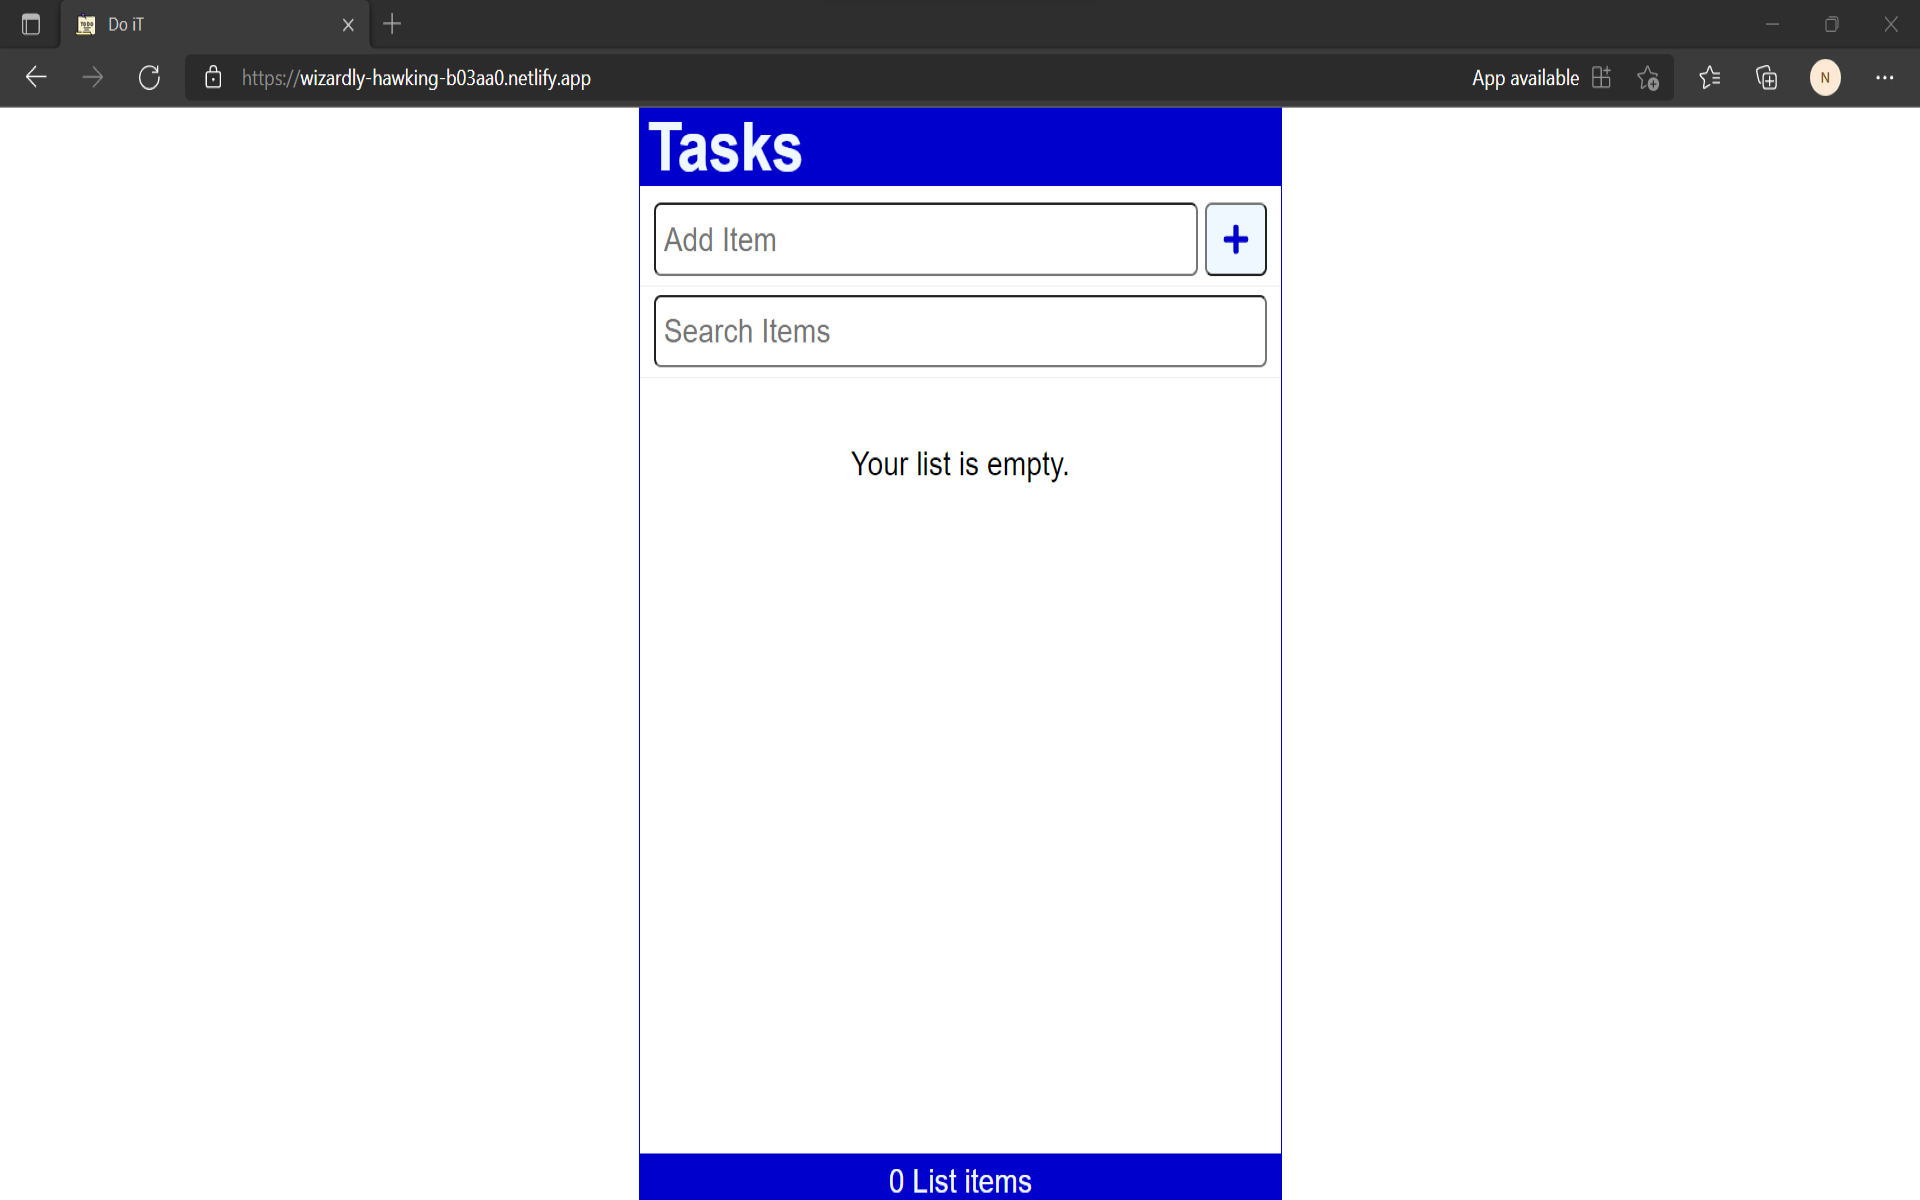 Do iT
https://wizardly-hawking-b03aa0.netlify.app
App available
N
Tasks
Add Item
+
Search Items
Your list is empty.
0 List items